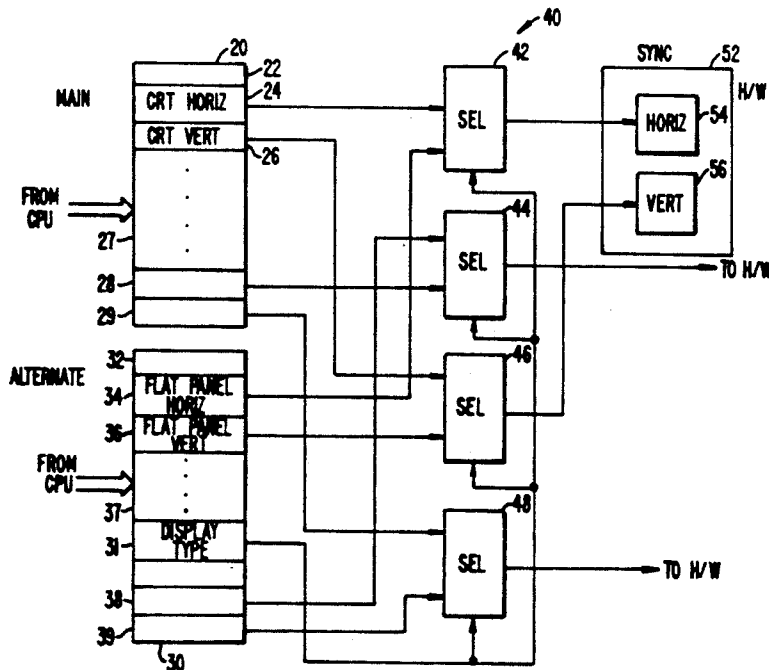 40
20
42
SYNC
52
22
H/W
MAIN
24
CRT HORIZ
SEL
HORIZ
54
CRT VERT
26
56
FROM
CPU
44
VERT
27
SEL
TO H/W
28
29
46
32
ALTERNATE
FLAT PANEL
HORIZ
34
SEL
FLAT PANEL
VERT
36
FROM
CPU
48
37
DISPLAY
TYPE
31
SEL
TO H/W
38
39
30